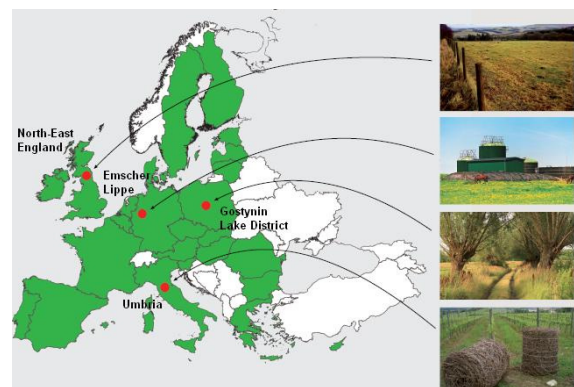 North-East
England
Emscher
Lippe
Gostynin
Lake District
Umbria